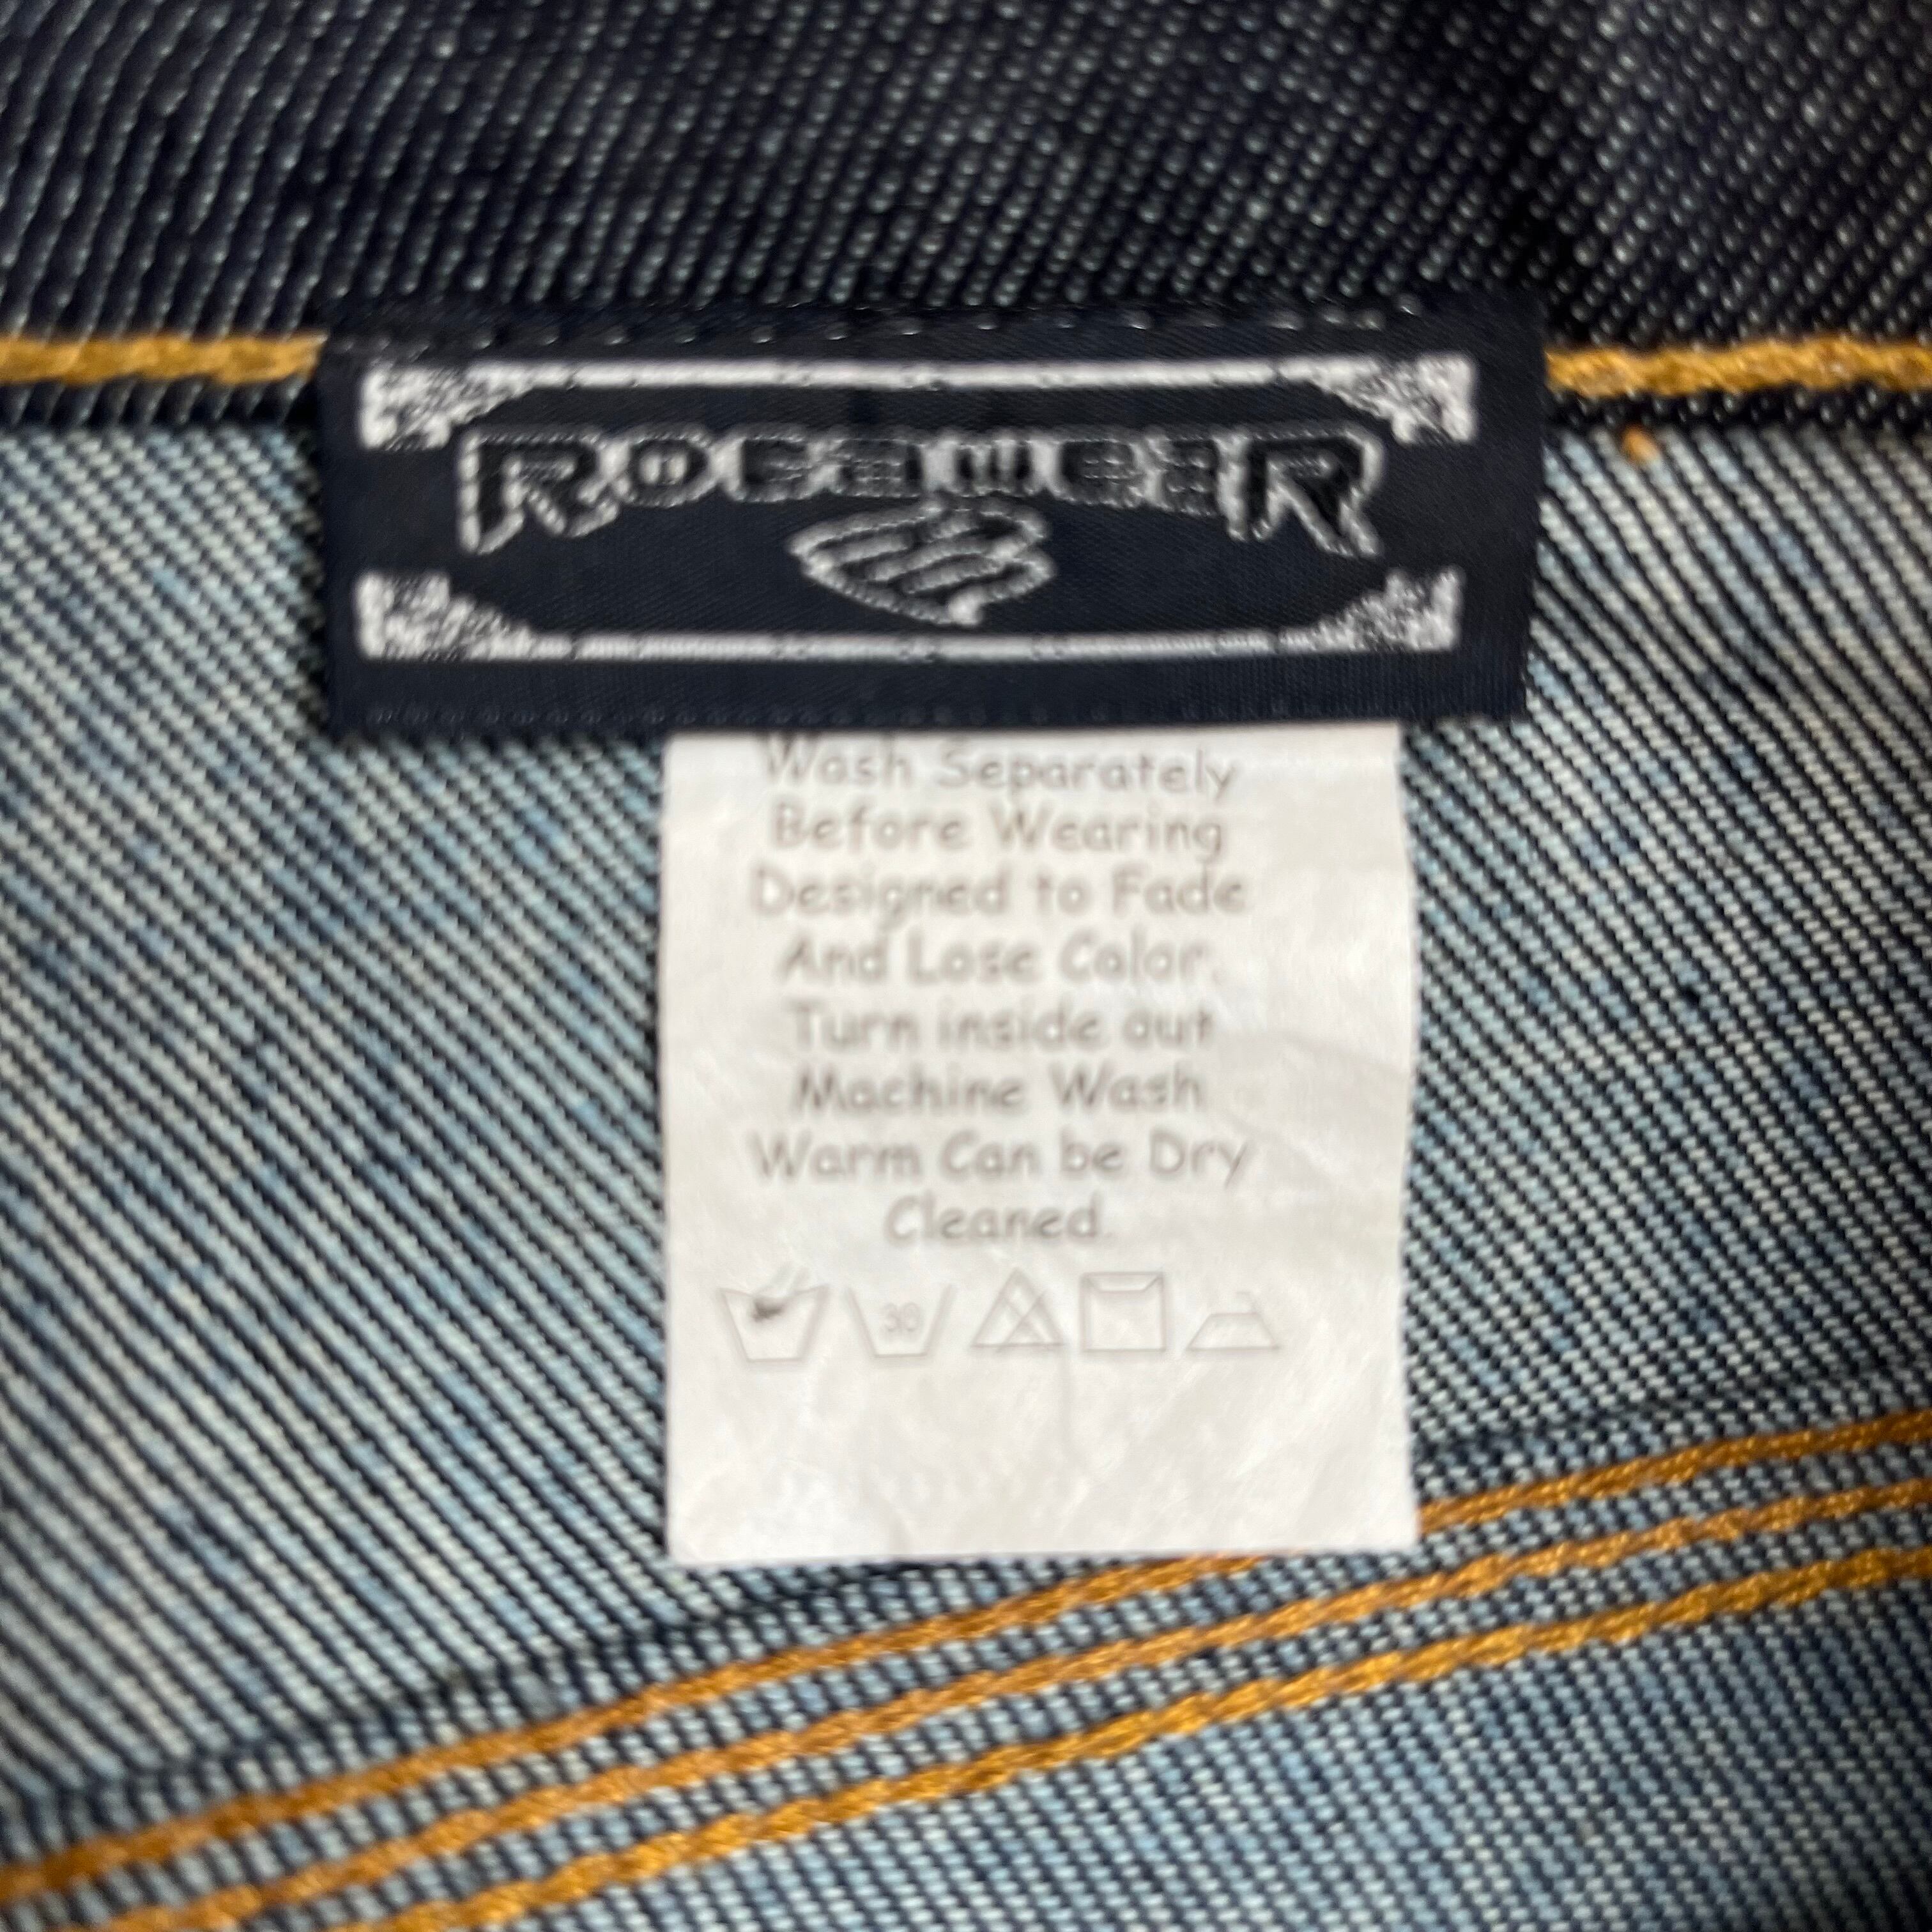 Rocawear
Wash Separately
Before Wearing
Designed to Fade
And Lose Color.
Turn inside out
Machine Wash
Warm Can be Dry
Cleaned.
30